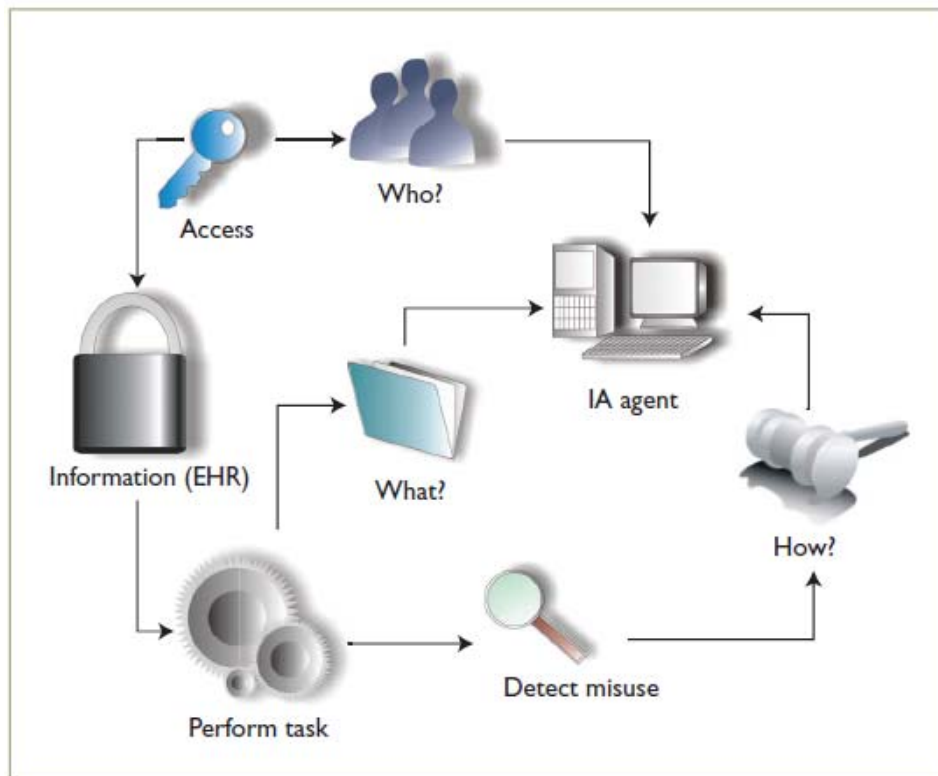 Who?
Access
IA agent
Information (EHR)
What?
How?
Detect misuse
Perform task